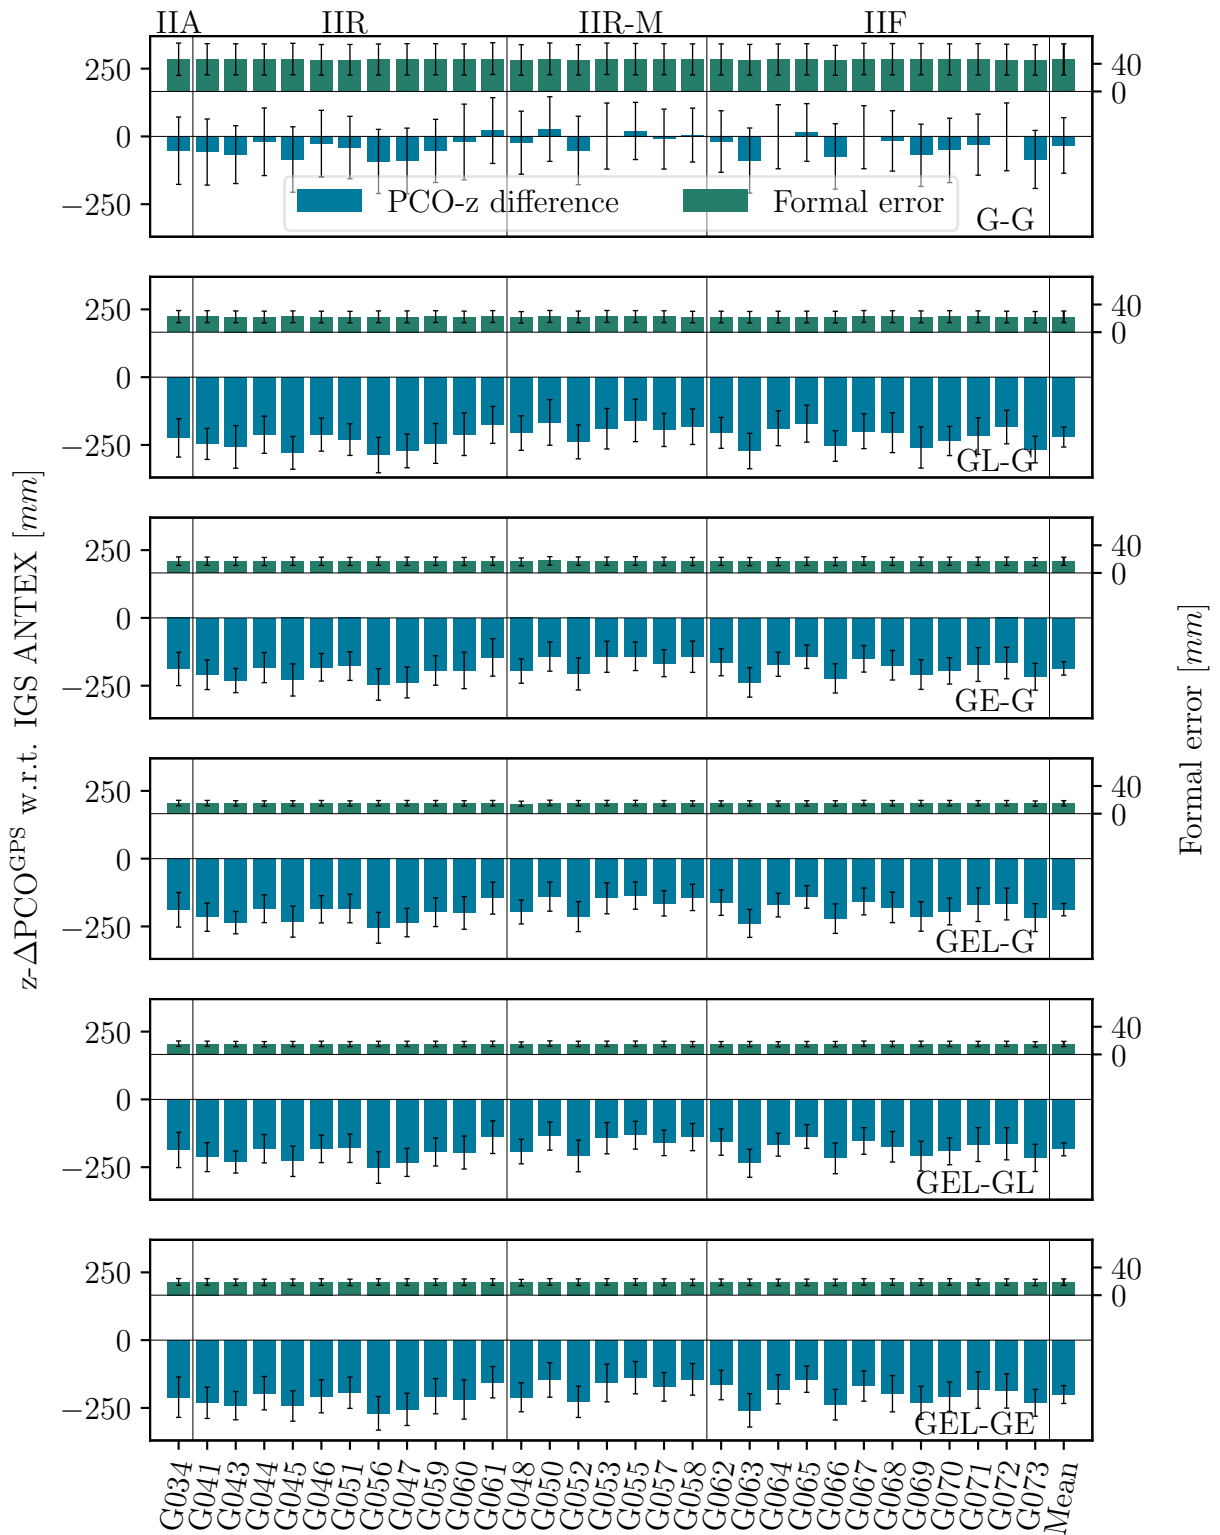 IIA IIR IIR-M IIF
250 40
0
0
−250
PCO-z difference Formal error
G-G
250 40
0
0
−250
GL-G
250 40
0
0
−250
GE-G
250 40
0
0
−250
GEL-G
250 40
0
0
−250
GEL-GL
250 40
0
0
−250
GEL-GE
z-ΔPCO^GPS w.r.t. IGS ANTEX [mm]
Formal error [mm]
G034 G041 G043 G044 G045 G046 G051 G056 G047 G059 G060 G061 G048 G050 G052 G053 G055 G057 G058 G062 G063 G064 G065 G066 G067 G068 G069 G070 G071 G072 G073 Mean